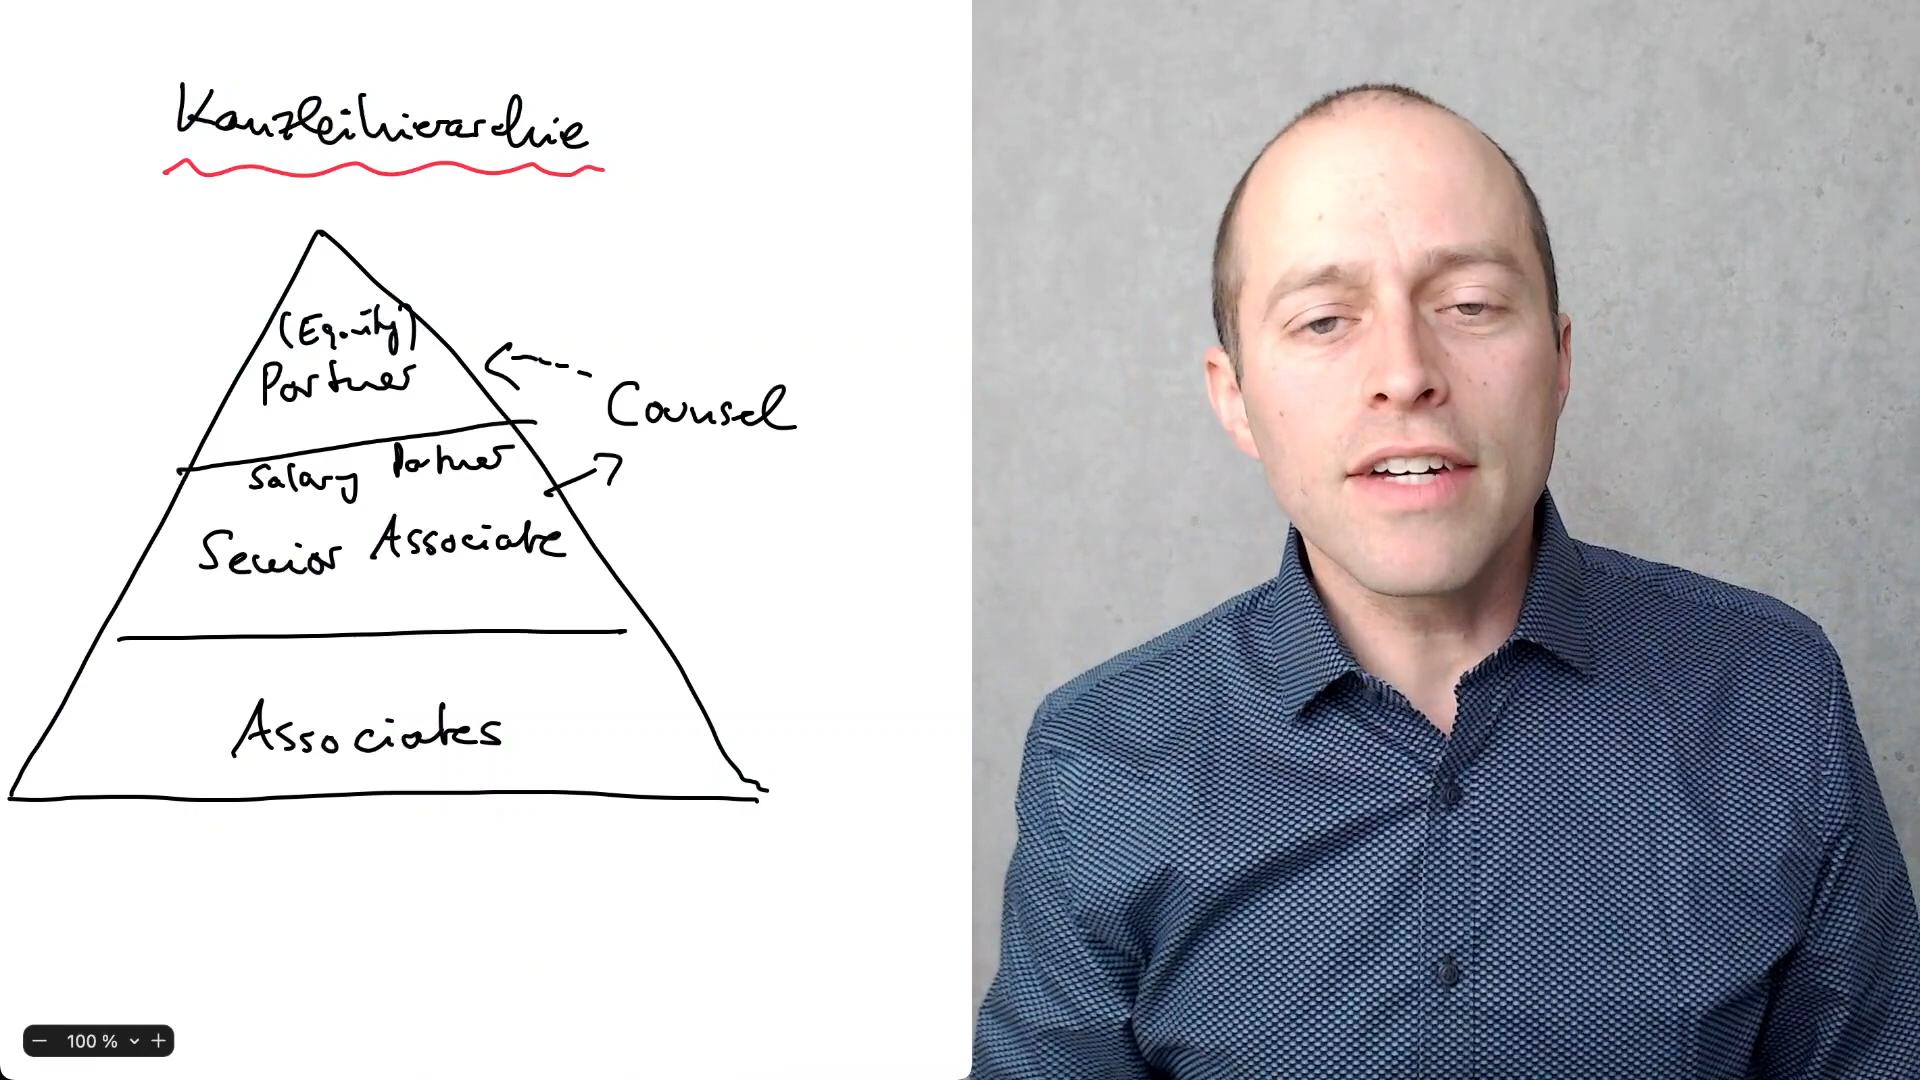 Kanzleihierarchie
(Equity)
Partner
Counsel
Salary Partner
Senior Associate
Associates
100 %